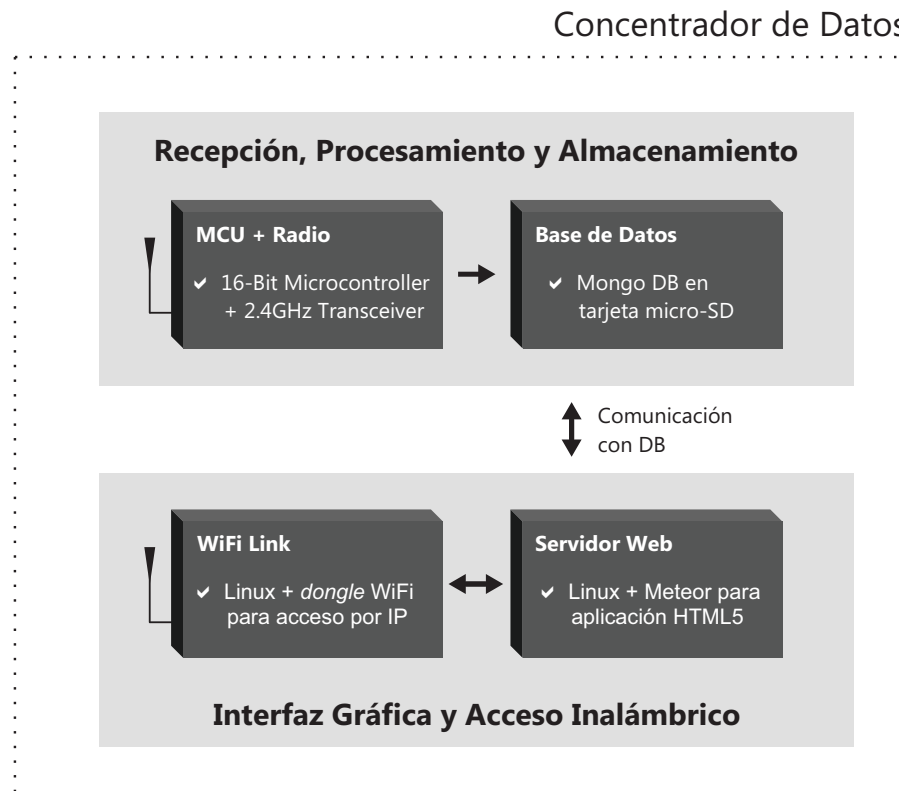 Concentrador de Datos
Recepción, Procesamiento y Almacenamiento
MCU + Radio
16-Bit Microcontroller
+ 2.4GHz Transceiver
Base de Datos
Mongo DB en
tarjeta micro-SD
Comunicación
con DB
WiFi Link
Linux + dongle WiFi
para acceso por IP
Servidor Web
Linux + Meteor para
aplicación HTML5
Interfaz Gráfica y Acceso Inalámbrico